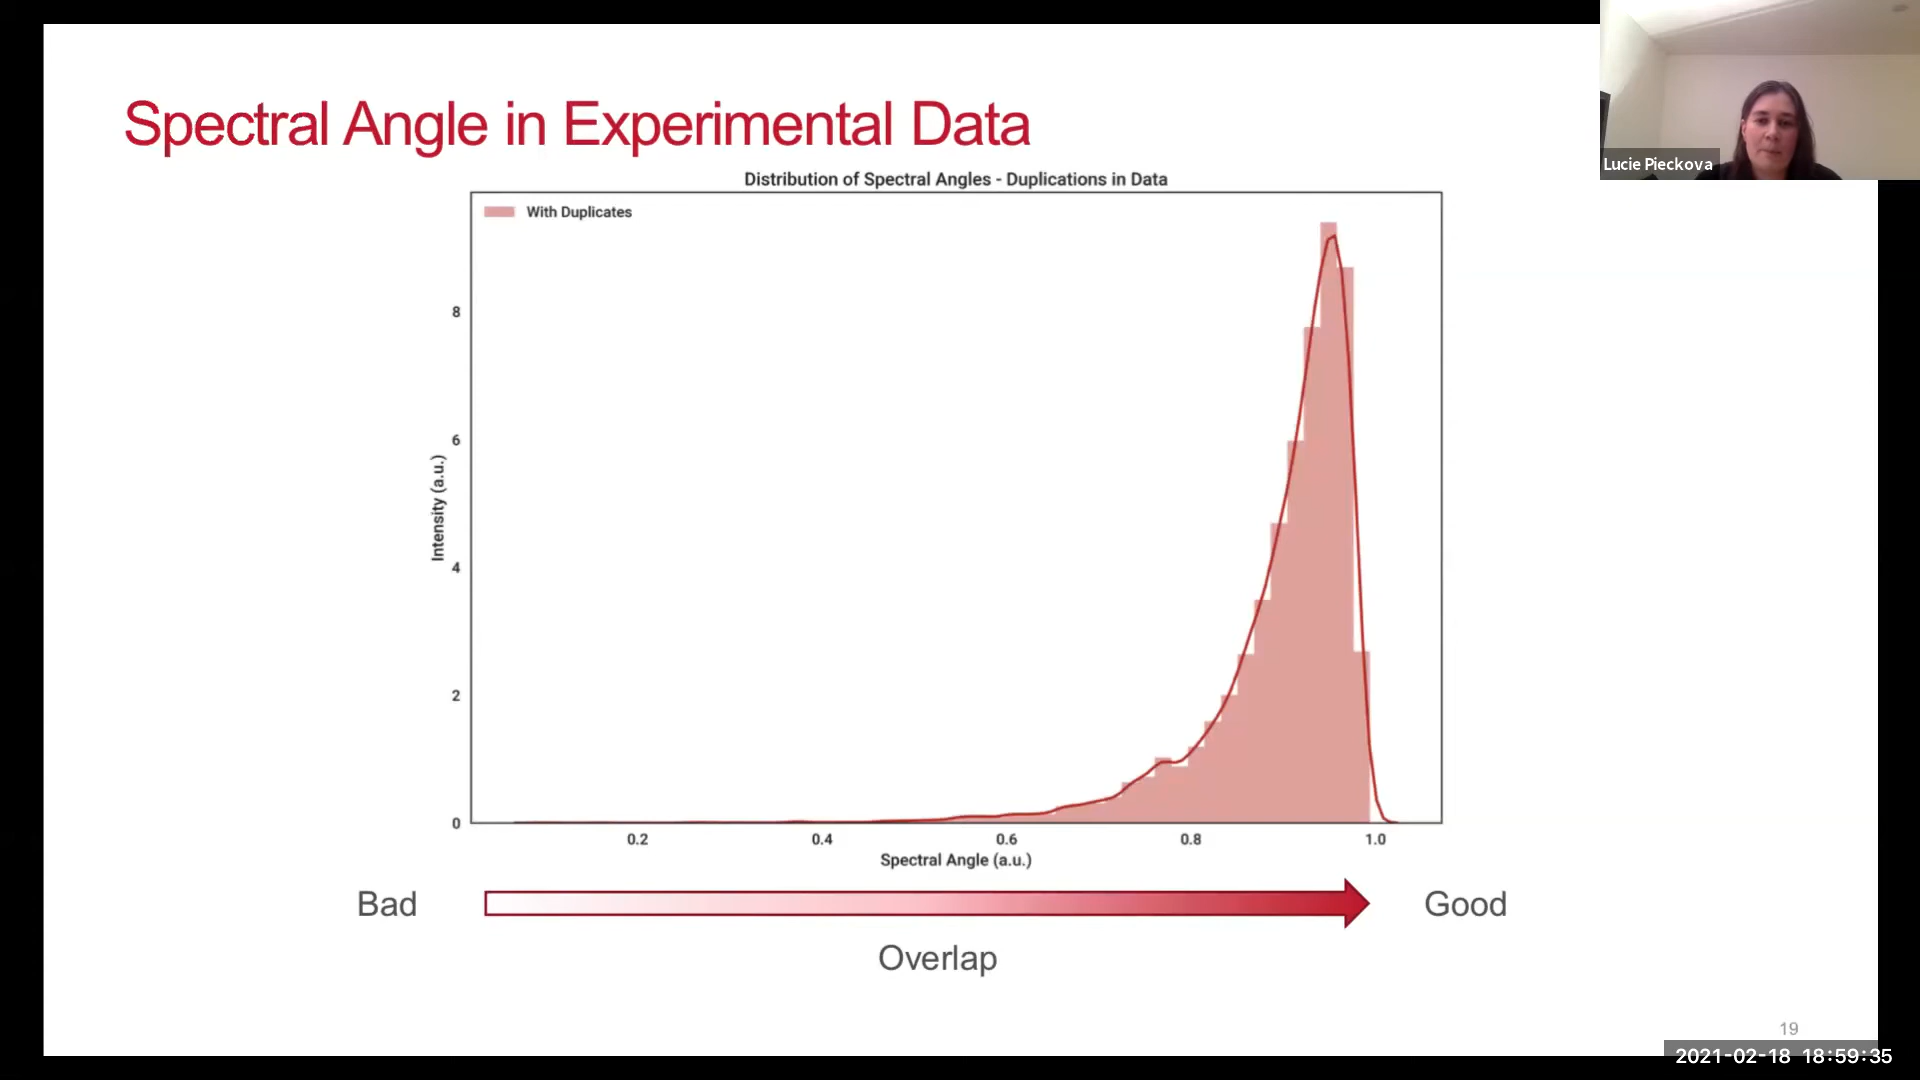 Spectral Angle in Experimental Data
Lucie Pieckova
Distribution of Spectral Angles - Duplications in Data
With Duplicates
8
6
4
2
0
Intensity (a.u.)
0.2 0.4 0.6 0.8 1.0
Spectral Angle (a.u.)
Bad
Good
Overlap
19
2021-02-18 18:59:35